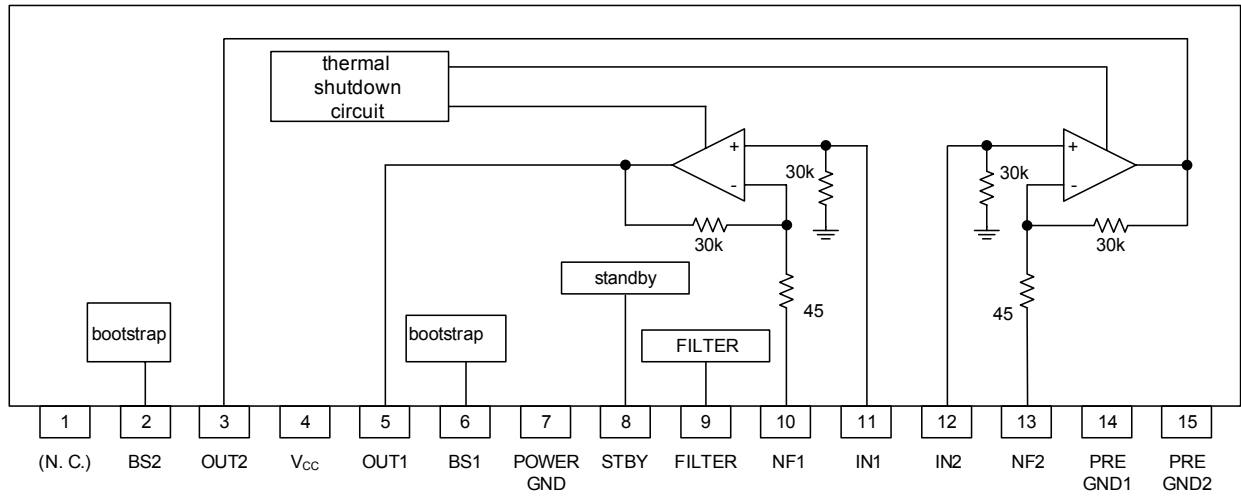 thermal
shutdown
circuit
+
-
30k
30k
45
+
-
30k
30k
45
standby
bootstrap
bootstrap
FILTER
1 2 3 4 5 6 7 8 9 10 11 12 13 14 15
(N. C.) BS2 OUT2 VCC OUT1 BS1 POWER STBY FILTER NF1 IN1 IN2 NF2 PRE PRE
GND GND1 GND2